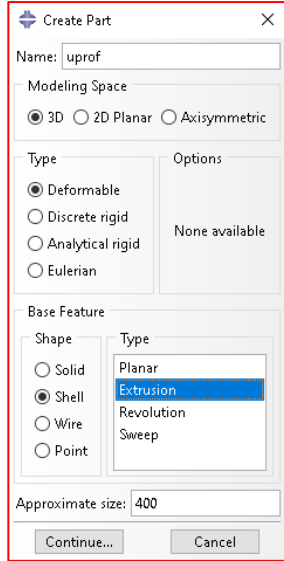 Create Part
Name: uprof
Modeling Space
3D 2D Planar Axisymmetric
Type
Deformable
Discrete rigid
Analytical rigid
Eulerian
Options
None available
Base Feature
Shape
Solid
Shell
Wire
Point
Type
Planar
Extrusion
Revolution
Sweep
Approximate size: 400
Continue... Cancel